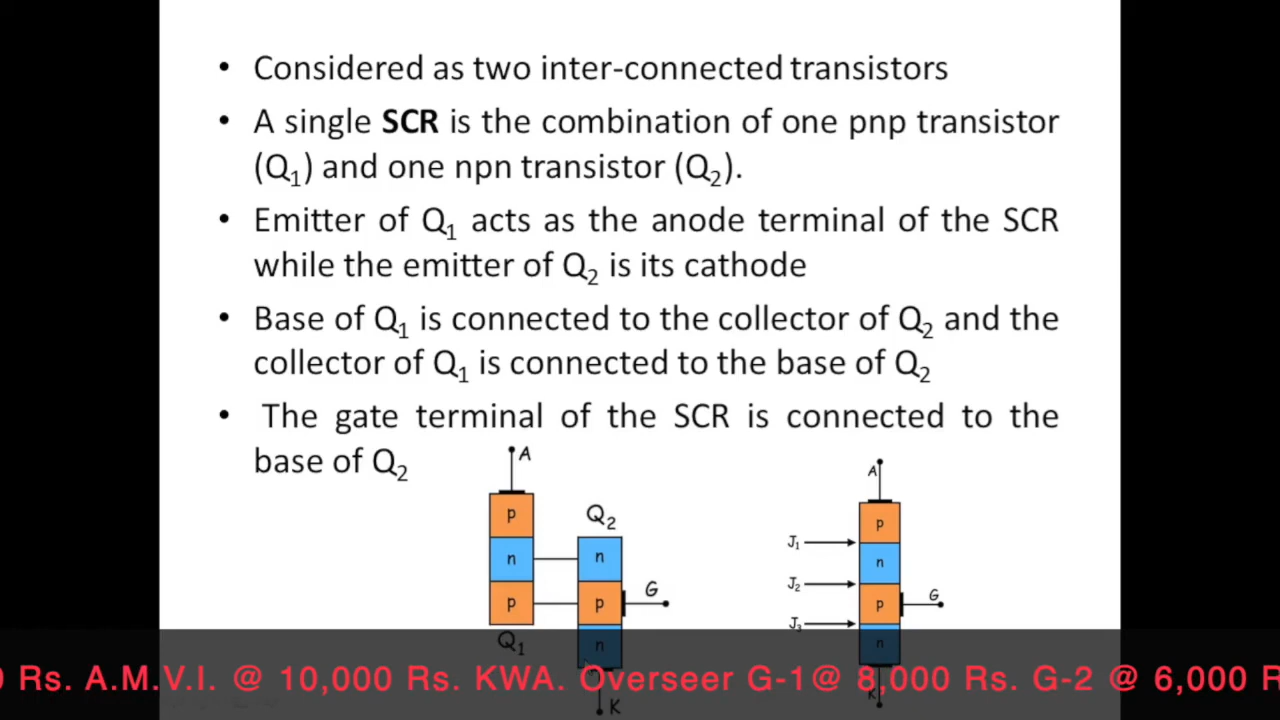 • Considered as two inter-connected transistors
• A single SCR is the combination of one pnp transistor
(Q1) and one npn transistor (Q2).
• Emitter of Q1 acts as the anode terminal of the SCR
while the emitter of Q2 is its cathode
• Base of Q1 is connected to the collector of Q2 and the
collector of Q1 is connected to the base of Q2
• The gate terminal of the SCR is connected to the
base of Q2
A
p
n
p
Q1
Q2
n
p
n
G
K
A
J1
J2
J3
p
n
p
n
G
K
0 Rs. A.M.V.I. @ 10,000 Rs. KWA. Overseer G-1@ 8,000 Rs. G-2 @ 6,000 R